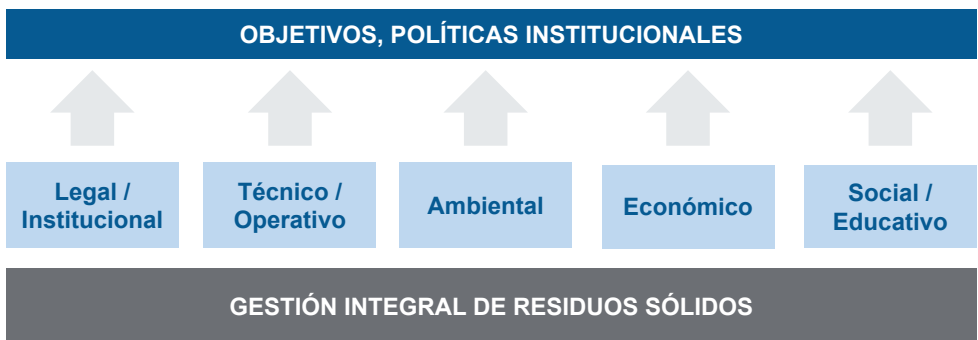 OBJETIVOS, POLÍTICAS INSTITUCIONALES
Legal /
Institucional
Técnico /
Operativo
Ambiental
Económico
Social /
Educativo
GESTIÓN INTEGRAL DE RESIDUOS SÓLIDOS